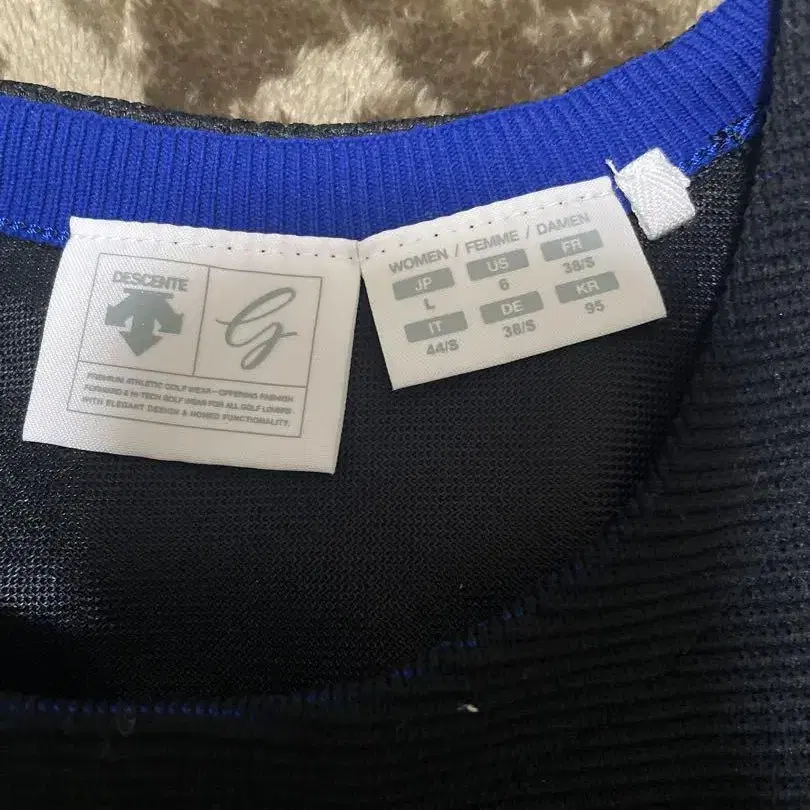 DESCENTE
G
PREMIUM ATHLETIC GOLF WEAR—OFFERING FASHION
FORWARD & HI-TECH GOLF WEAR FOR ALL GOLF LOVERS
WITH ELEGANT DESIGN & HONED FUNCTIONALITY.
WOMEN / FEMME / DAMEN
JP US FR
L 6 38/S
IT DE KR
44/S 36/S 95